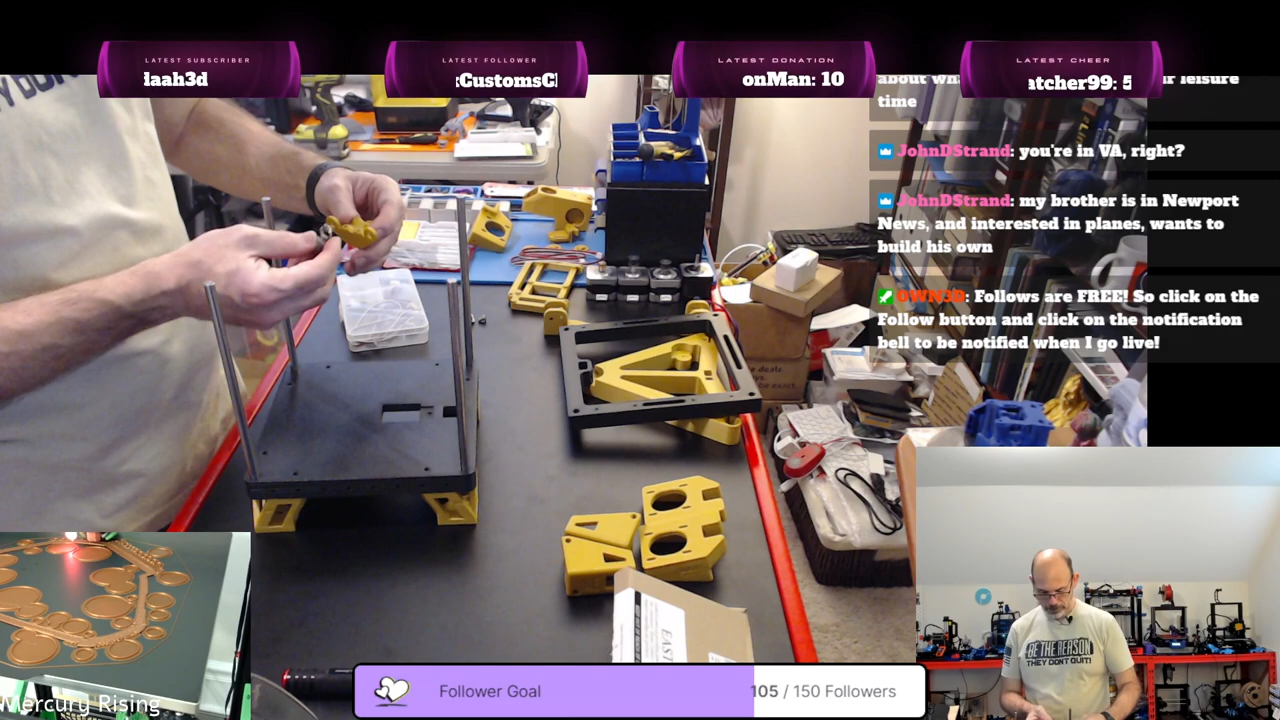 LATEST SUBSCRIBER
laah3d
LATEST FOLLOWER
CustomsC
LATEST DONATION
onMan: 10
LATEST CHEER
atcher99: 5
about wh
ir leisure
time
JohnDStrand: you're in VA, right?
JohnDStrand: my brother is in Newport
News, and interested in planes, wants to
build his own
OWN3D: Follows are FREE! So click on the
Follow button and click on the notification
bell to be notified when I go live!
BE THE REASON
THEY DON'T QUIT!
Mercury Rising
Follower Goal
105 / 150 Followers